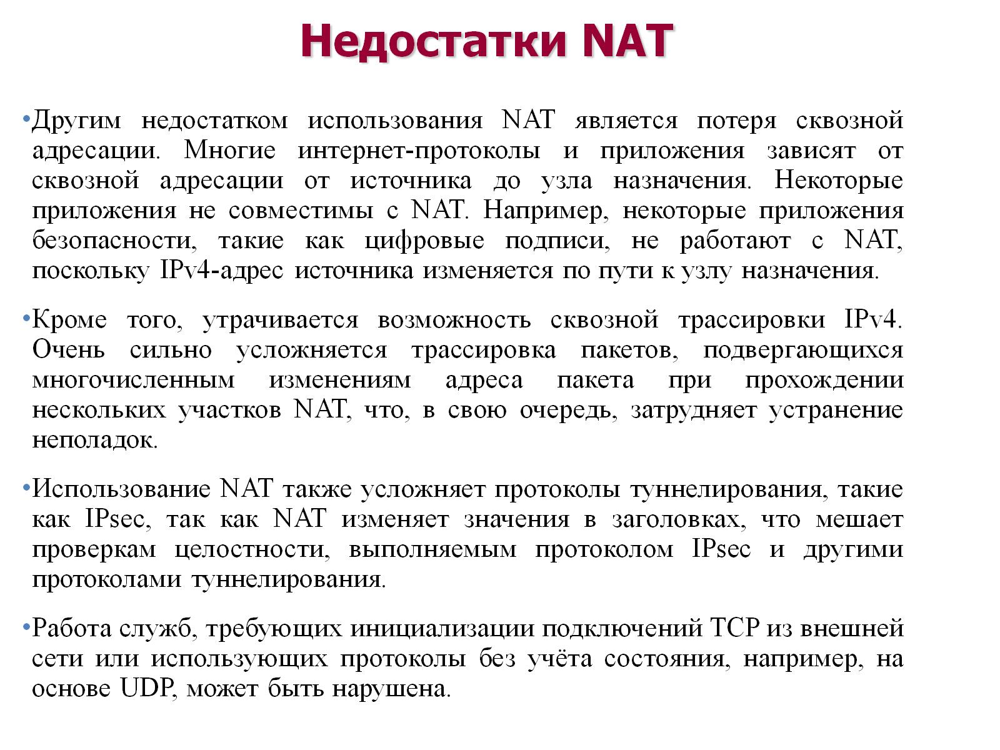 Недостатки NAT
•Другим недостатком использования NAT является потеря сквозной
адресации. Многие интернет-протоколы и приложения зависят от
сквозной адресации от источника до узла назначения. Некоторые
приложения не совместимы с NAT. Например, некоторые приложения
безопасности, такие как цифровые подписи, не работают с NAT,
поскольку IPv4-адрес источника изменяется по пути к узлу назначения.
•Кроме того, утрачивается возможность сквозной трассировки IPv4.
Очень сильно усложняется трассировка пакетов, подвергающихся
многочисленным изменениям адреса пакета при прохождении
нескольких участков NAT, что, в свою очередь, затрудняет устранение
неполадок.
•Использование NAT также усложняет протоколы туннелирования, такие
как IPsec, так как NAT изменяет значения в заголовках, что мешает
проверкам целостности, выполняемым протоколом IPsec и другими
протоколами туннелирования.
•Работа служб, требующих инициализации подключений TCP из внешней
сети или использующих протоколы без учёта состояния, например, на
основе UDP, может быть нарушена.